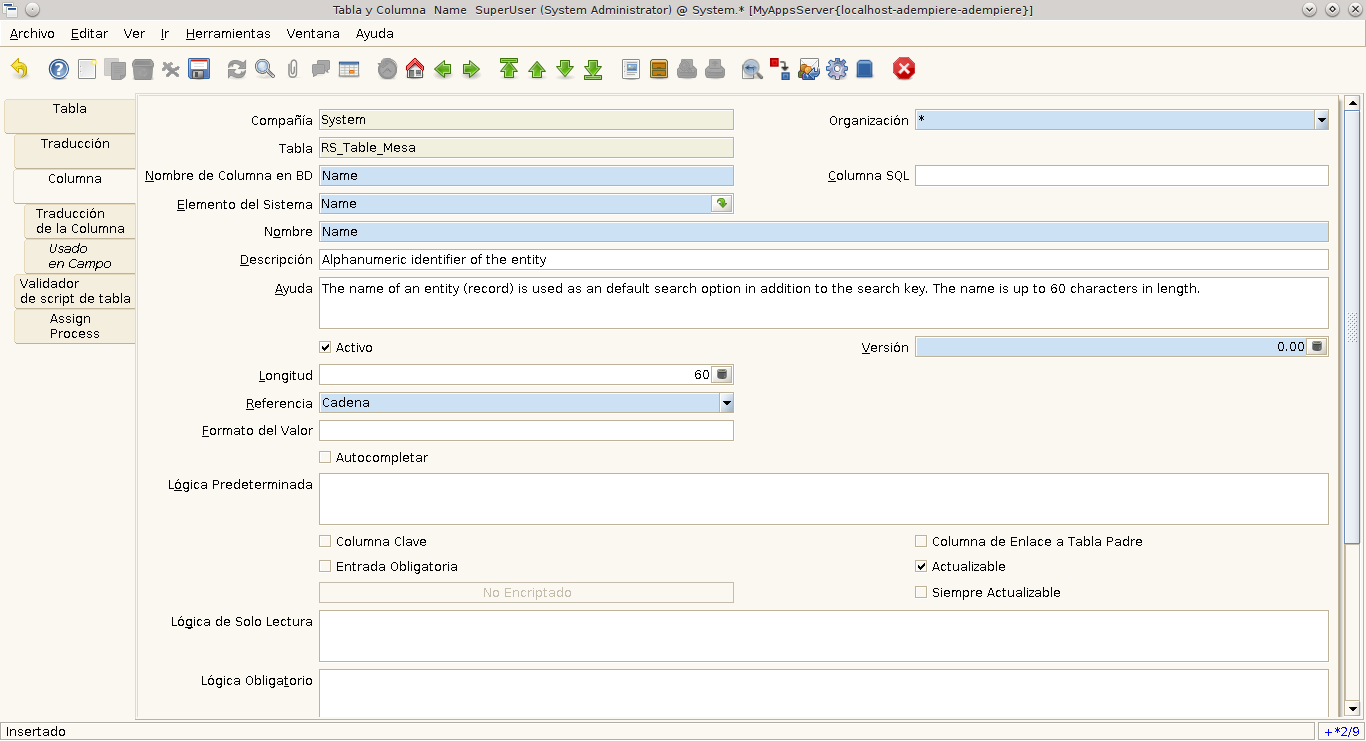 Tabla y Columna  Name  SuperUser (System Administrator) @ System.* [MyAppsServer{localhost-adempiere-adempiere}]
Archivo Editar Ver Ir Herramientas Ventana Ayuda
Tabla
Traducción
Columna
Traducción
de la Columna
Usado
en Campo
Validador
de script de tabla
Assign
Process
Compañía System Organización *
Tabla RS_Table_Mesa
Nombre de Columna en BD Name Columna SQL
Elemento del Sistema Name
Nombre Name
Descripción Alphanumeric identifier of the entity
Ayuda The name of an entity (record) is used as an default search option in addition to the search key. The name is up to 60 characters in length.
Activo Versión 0.00
Longitud 60
Referencia Cadena
Formato del Valor
Autocompletar
Lógica Predeterminada
Columna Clave Columna de Enlace a Tabla Padre
Entrada Obligatoria Actualizable
No Encriptado Siempre Actualizable
Lógica de Solo Lectura
Lógica Obligatorio
Insertado +*2/9